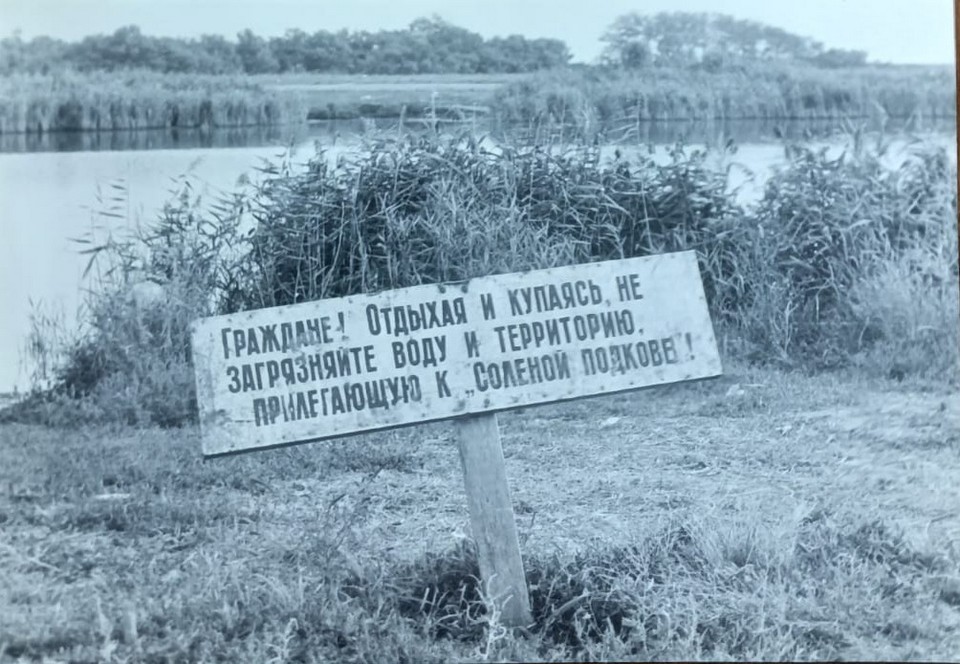 Граждане! Отдыхая и купаясь, не
загрязняйте воду и территорию,
прилегающую к „Соленой подкове"!